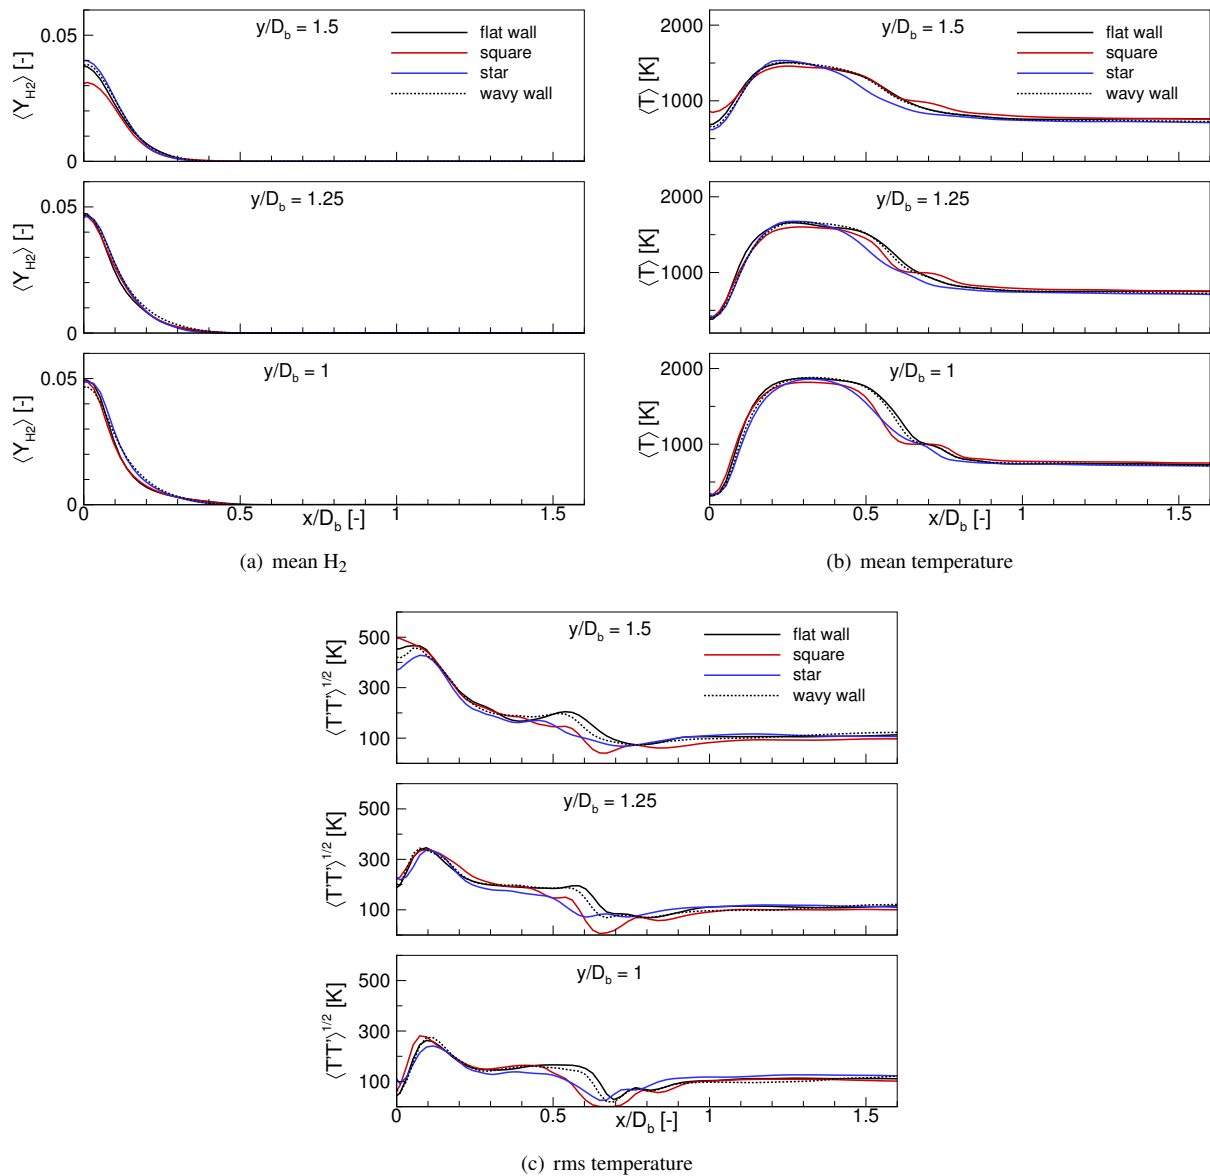 y/D_b = 1.5
flat wall
square
star
wavy wall
⟨Y_H2⟩ [-]
0.05
0
y/D_b = 1.25
⟨Y_H2⟩ [-]
0.05
0
y/D_b = 1
⟨Y_H2⟩ [-]
0.05
0
0 0.5 1 1.5
x/D_b [-]
(a) mean H₂
y/D_b = 1.5
flat wall
square
star
wavy wall
⟨T⟩ [K]
2000
1000
y/D_b = 1.25
⟨T⟩ [K]
2000
1000
y/D_b = 1
⟨T⟩ [K]
2000
1000
0 0.5 1 1.5
x/D_b [-]
(b) mean temperature
y/D_b = 1.5
flat wall
square
star
wavy wall
⟨T'T'⟩^1/2 [K]
500
300
100
y/D_b = 1.25
⟨T'T'⟩^1/2 [K]
500
300
100
y/D_b = 1
⟨T'T'⟩^1/2 [K]
500
300
100
0 0.5 1 1.5
x/D_b [-]
(c) rms temperature